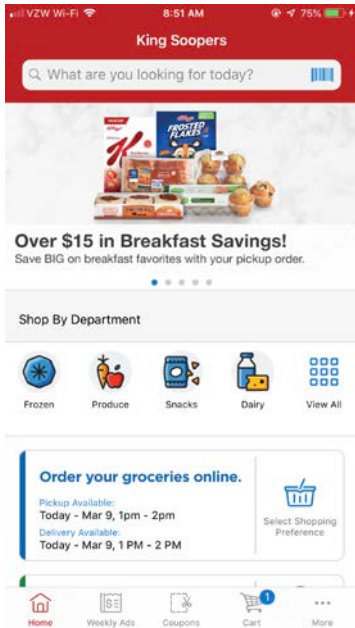 VZW Wi-Fi 8:51 AM 75%
King Soopers
What are you looking for today?
Kellogg's
K
FROSTED
FLAKES
Over $15 in Breakfast Savings!
Save BIG on breakfast favorites with your pickup order.
Shop By Department
Frozen Produce Snacks Dairy View All
Order your groceries online.
Pickup Available:
Today - Mar 9, 1pm - 2pm
Delivery Available:
Today - Mar 9, 1 PM - 2 PM
Select Shopping
Preference
1
Home Weekly Ads Coupons Cart More